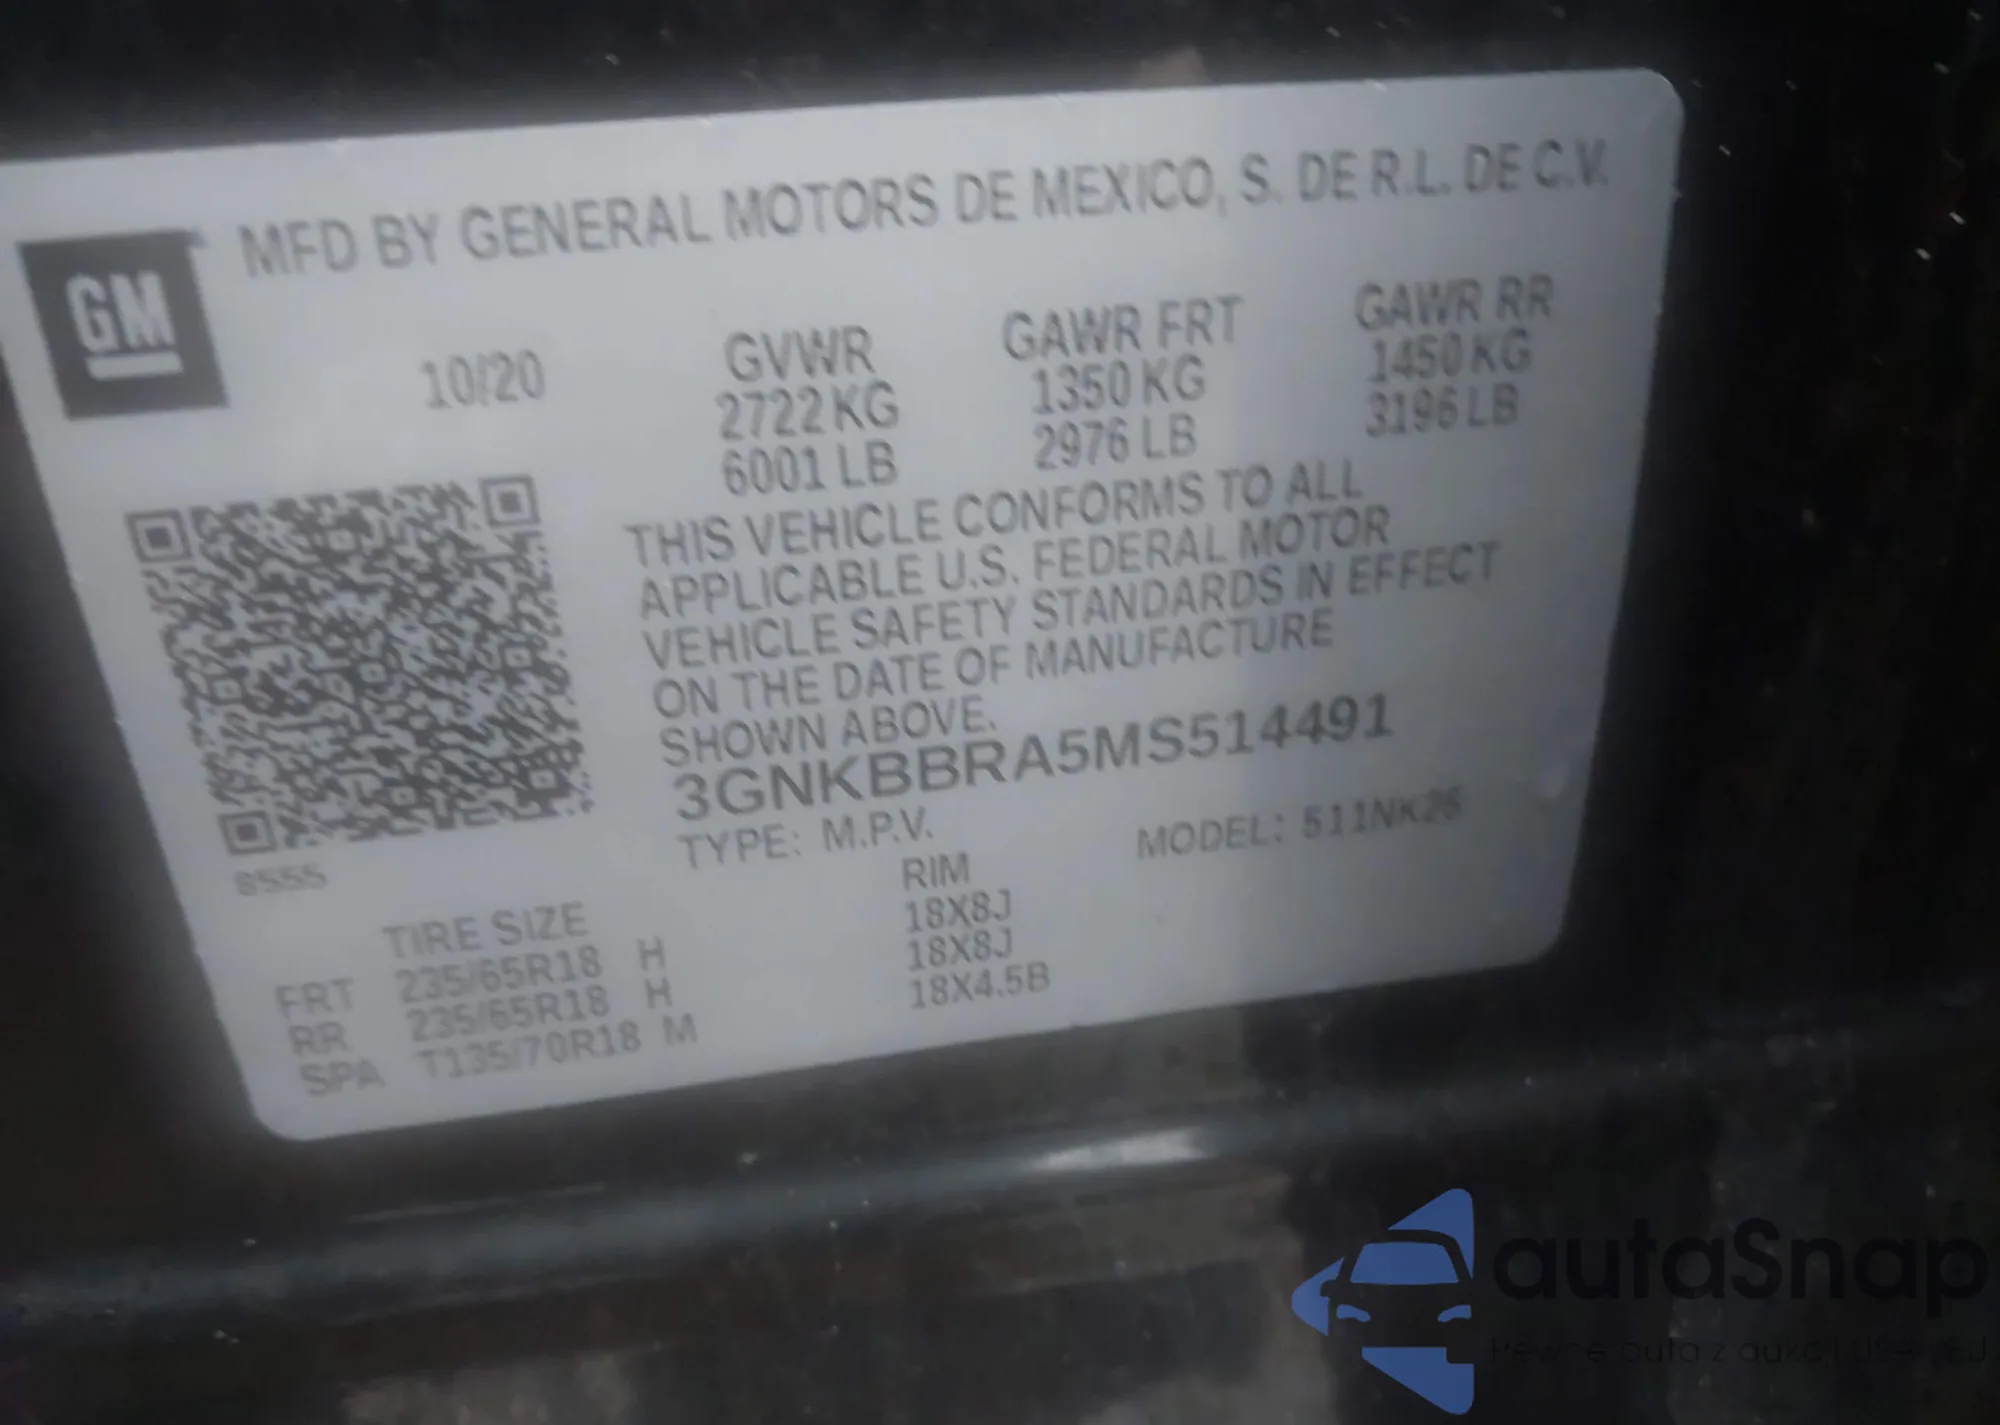 MFD BY GENERAL MOTORS DE MEXICO, S. DE R.L. DE C.V.
GM
10/20
GVWR GAWR FRT GAWR RR
2722 KG 1350 KG 1450 KG
6001 LB 2976 LB 3196 LB
THIS VEHICLE CONFORMS TO ALL
APPLICABLE U.S. FEDERAL MOTOR
VEHICLE SAFETY STANDARDS IN EFFECT
ON THE DATE OF MANUFACTURE
SHOWN ABOVE.
3GNKBBRA5MS514491
TYPE: M.P.V. MODEL: 511NK26
8555
TIRE SIZE RIM
FRT 235/65R18 H 18X8J
RR 235/65R18 H 18X8J
SPA T135/70R18 M 18X4.5B
autaSnap
auta z